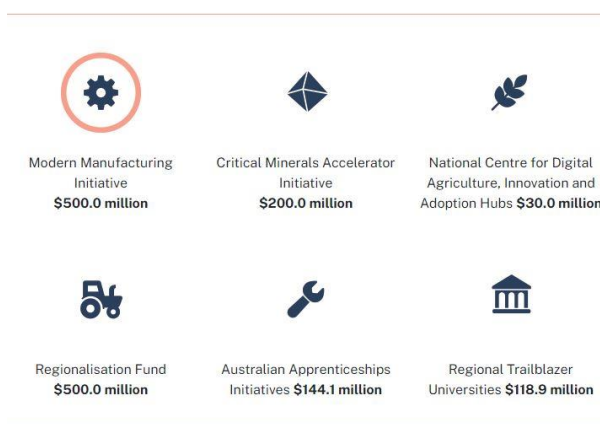 Modern Manufacturing
Initiative
$500.0 million
Critical Minerals Accelerator
Initiative
$200.0 million
National Centre for Digital
Agriculture, Innovation and
Adoption Hubs $30.0 million
Regionalisation Fund
$500.0 million
Australian Apprenticeships
Initiatives $144.1 million
Regional Trailblazer
Universities $118.9 million